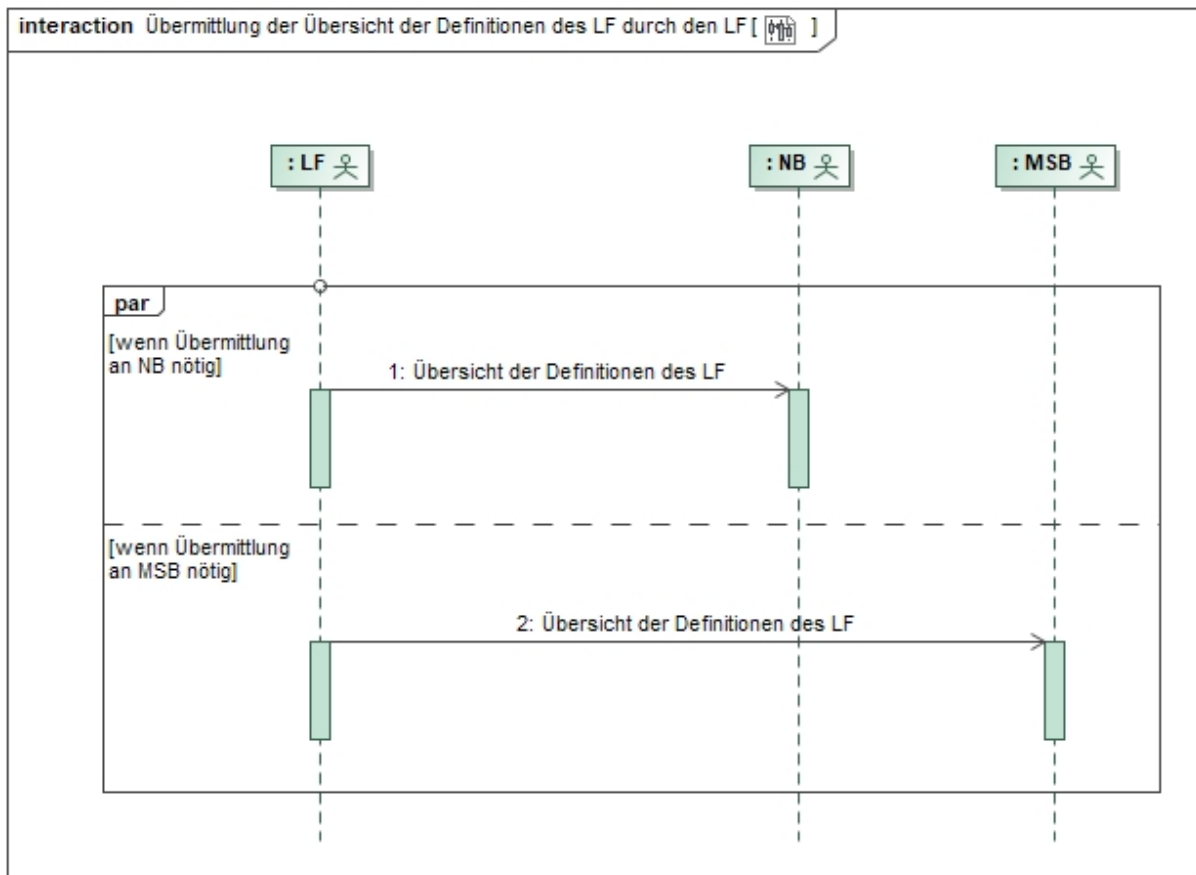 interaction Übermittlung der Übersicht der Definitionen des LF durch den LF [ ]
: LF
: NB
: MSB
par
[wenn Übermittlung
an NB nötig]
1: Übersicht der Definitionen des LF
[wenn Übermittlung
an MSB nötig]
2: Übersicht der Definitionen des LF